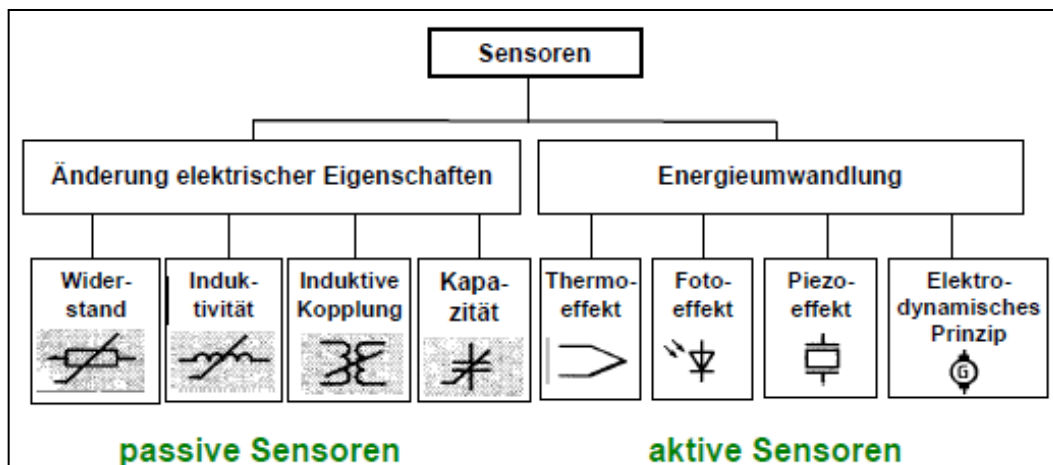 Sensoren
Änderung elektrischer Eigenschaften
Energieumwandlung
Wider-
stand
Induk-
tivität
Induktive
Kopplung
Kapa-
zität
Thermo-
effekt
Foto-
effekt
Piezo-
effekt
Elektro-
dynamisches
Prinzip
G
passive Sensoren
aktive Sensoren